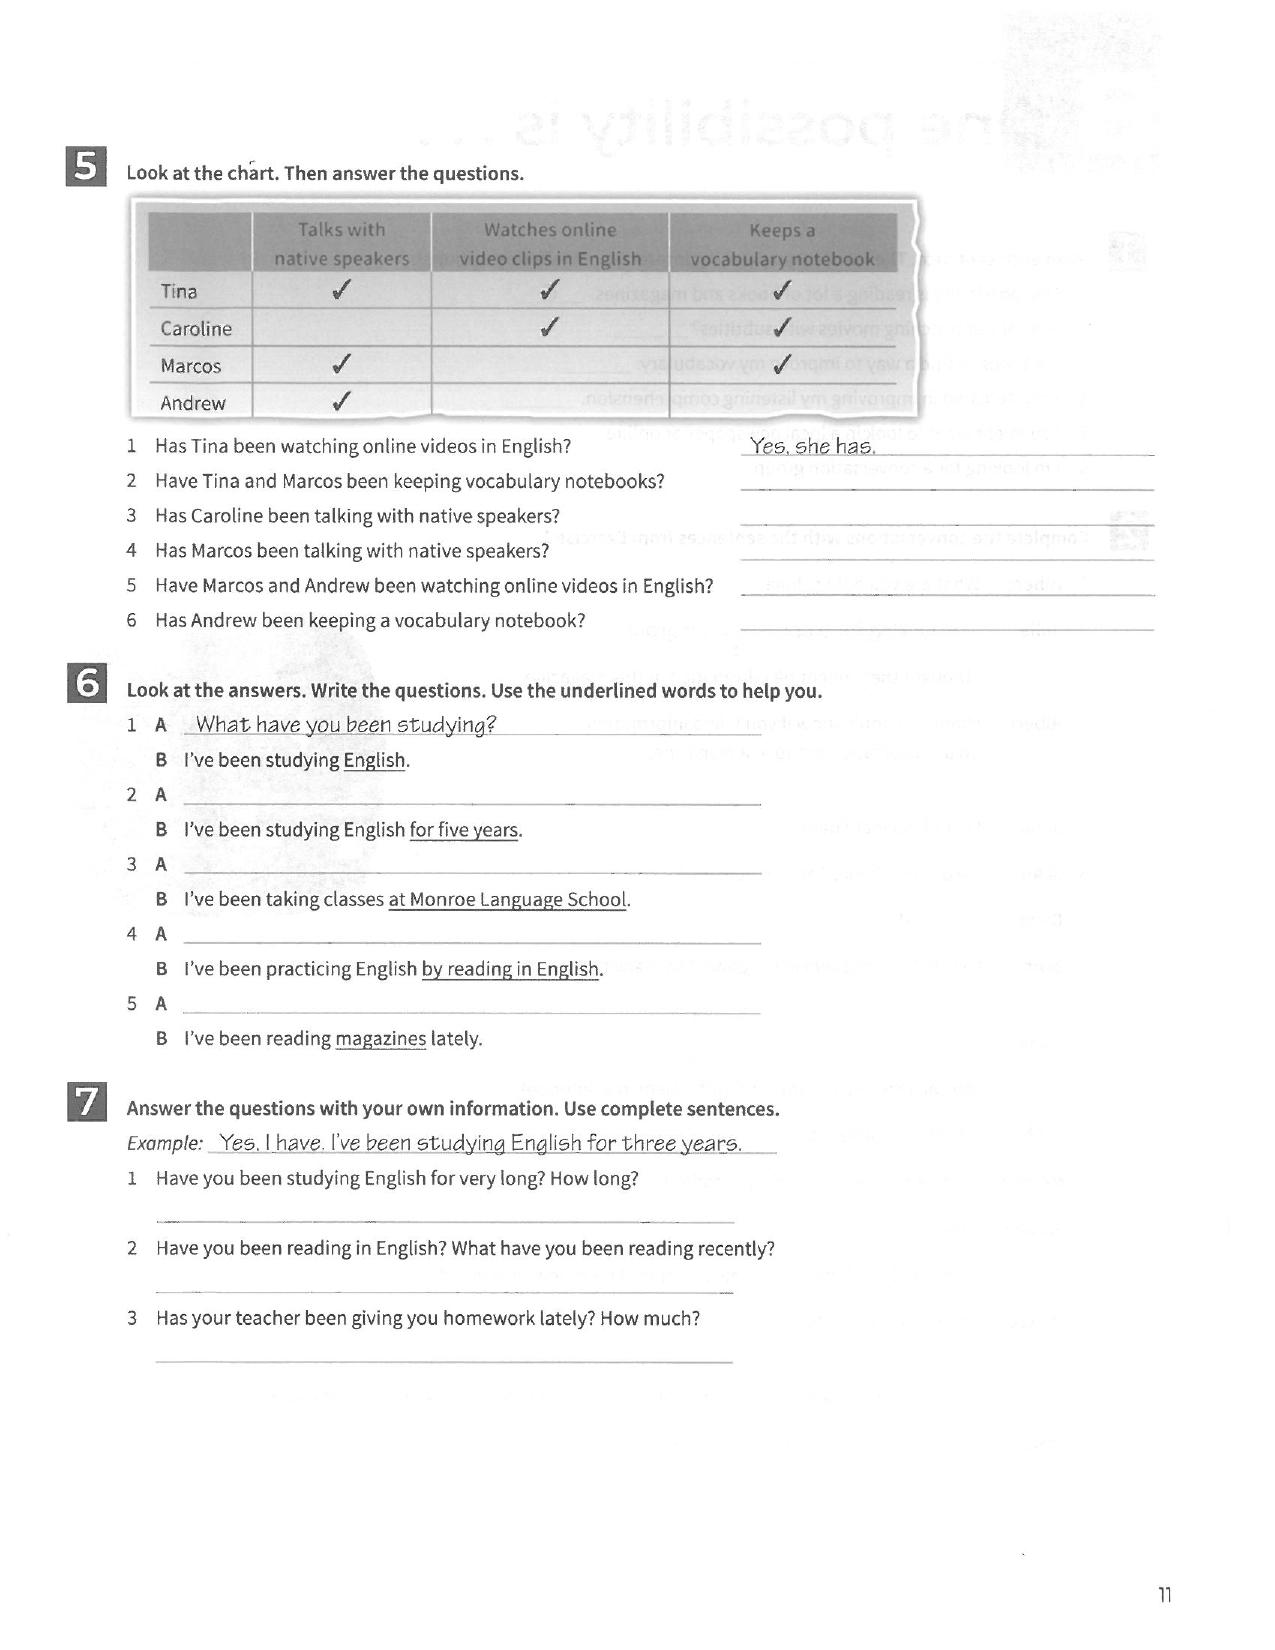 5 Look at the chart. Then answer the questions.
Talks with native speakers Watches online video clips in English Keeps a vocabulary notebook
Tina ✓ ✓ ✓
Caroline ✓ ✓
Marcos ✓ ✓
Andrew ✓
1 Has Tina been watching online videos in English? Yes, she has.
2 Have Tina and Marcos been keeping vocabulary notebooks?
3 Has Caroline been talking with native speakers?
4 Has Marcos been talking with native speakers?
5 Have Marcos and Andrew been watching online videos in English?
6 Has Andrew been keeping a vocabulary notebook?
6 Look at the answers. Write the questions. Use the underlined words to help you.
1 A What have you been studying?
B I've been studying English.
2 A
B I've been studying English for five years.
3 A
B I've been taking classes at Monroe Language School.
4 A
B I've been practicing English by reading in English.
5 A
B I've been reading magazines lately.
7 Answer the questions with your own information. Use complete sentences.
Example: Yes, I have. I've been studying English for three years.
1 Have you been studying English for very long? How long?
2 Have you been reading in English? What have you been reading recently?
3 Has your teacher been giving you homework lately? How much?
11